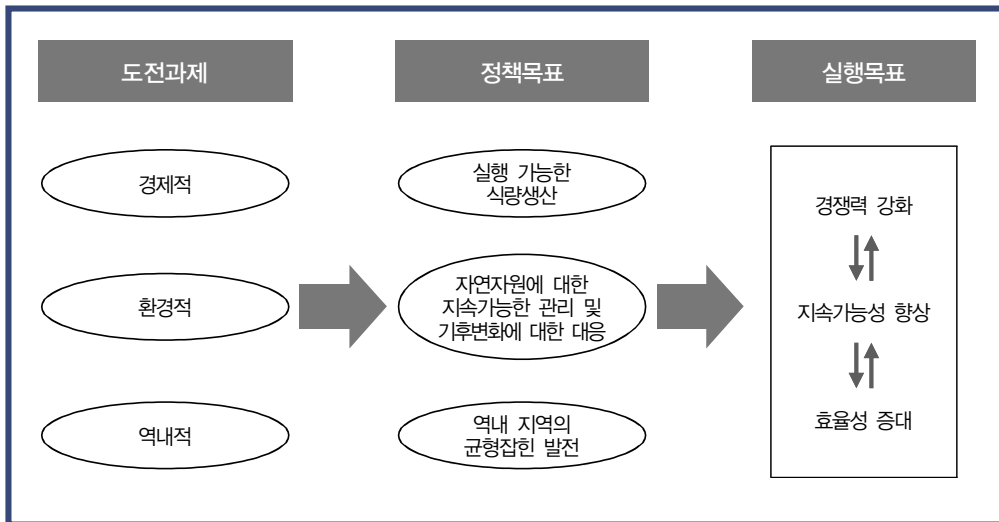 도전과제
정책목표
실행목표
경제적
실행 가능한
식량생산
환경적
자연자원에 대한
지속가능한 관리 및
기후변화에 대한 대응
역내적
역내 지역의
균형잡힌 발전
경쟁력 강화
지속가능성 향상
효율성 증대